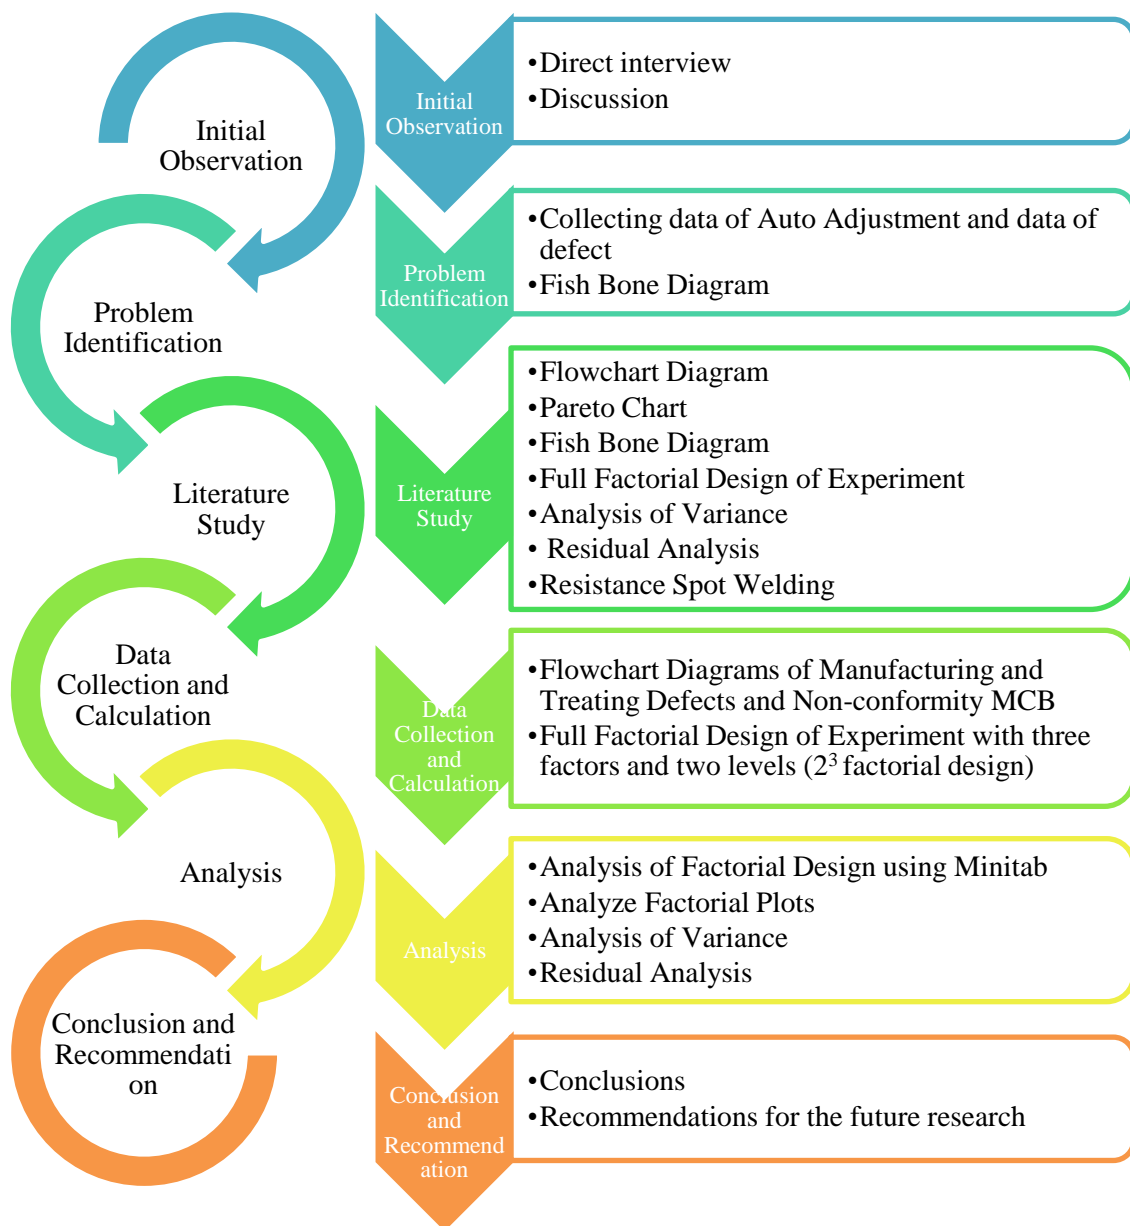 Initial
Observation
Problem
Identification
Literature
Study
Data
Collection and
Calculation
Analysis
Conclusion and
Recommendati
on
Initial
Observation
•Direct interview
•Discussion
Problem
Identification
•Collecting data of Auto Adjustment and data of
defect
•Fish Bone Diagram
Literature
Study
•Flowchart Diagram
•Pareto Chart
•Fish Bone Diagram
•Full Factorial Design of Experiment
•Analysis of Variance
• Residual Analysis
•Resistance Spot Welding
Data
Collection
and
Calculation
•Flowchart Diagrams of Manufacturing and
Treating Defects and Non-conformity MCB
•Full Factorial Design of Experiment with three
factors and two levels (2³ factorial design)
Analysis
•Analysis of Factorial Design using Minitab
•Analyze Factorial Plots
•Analysis of Variance
•Residual Analysis
Conclusion
and
Recommend
ation
•Conclusions
•Recommendations for the future research